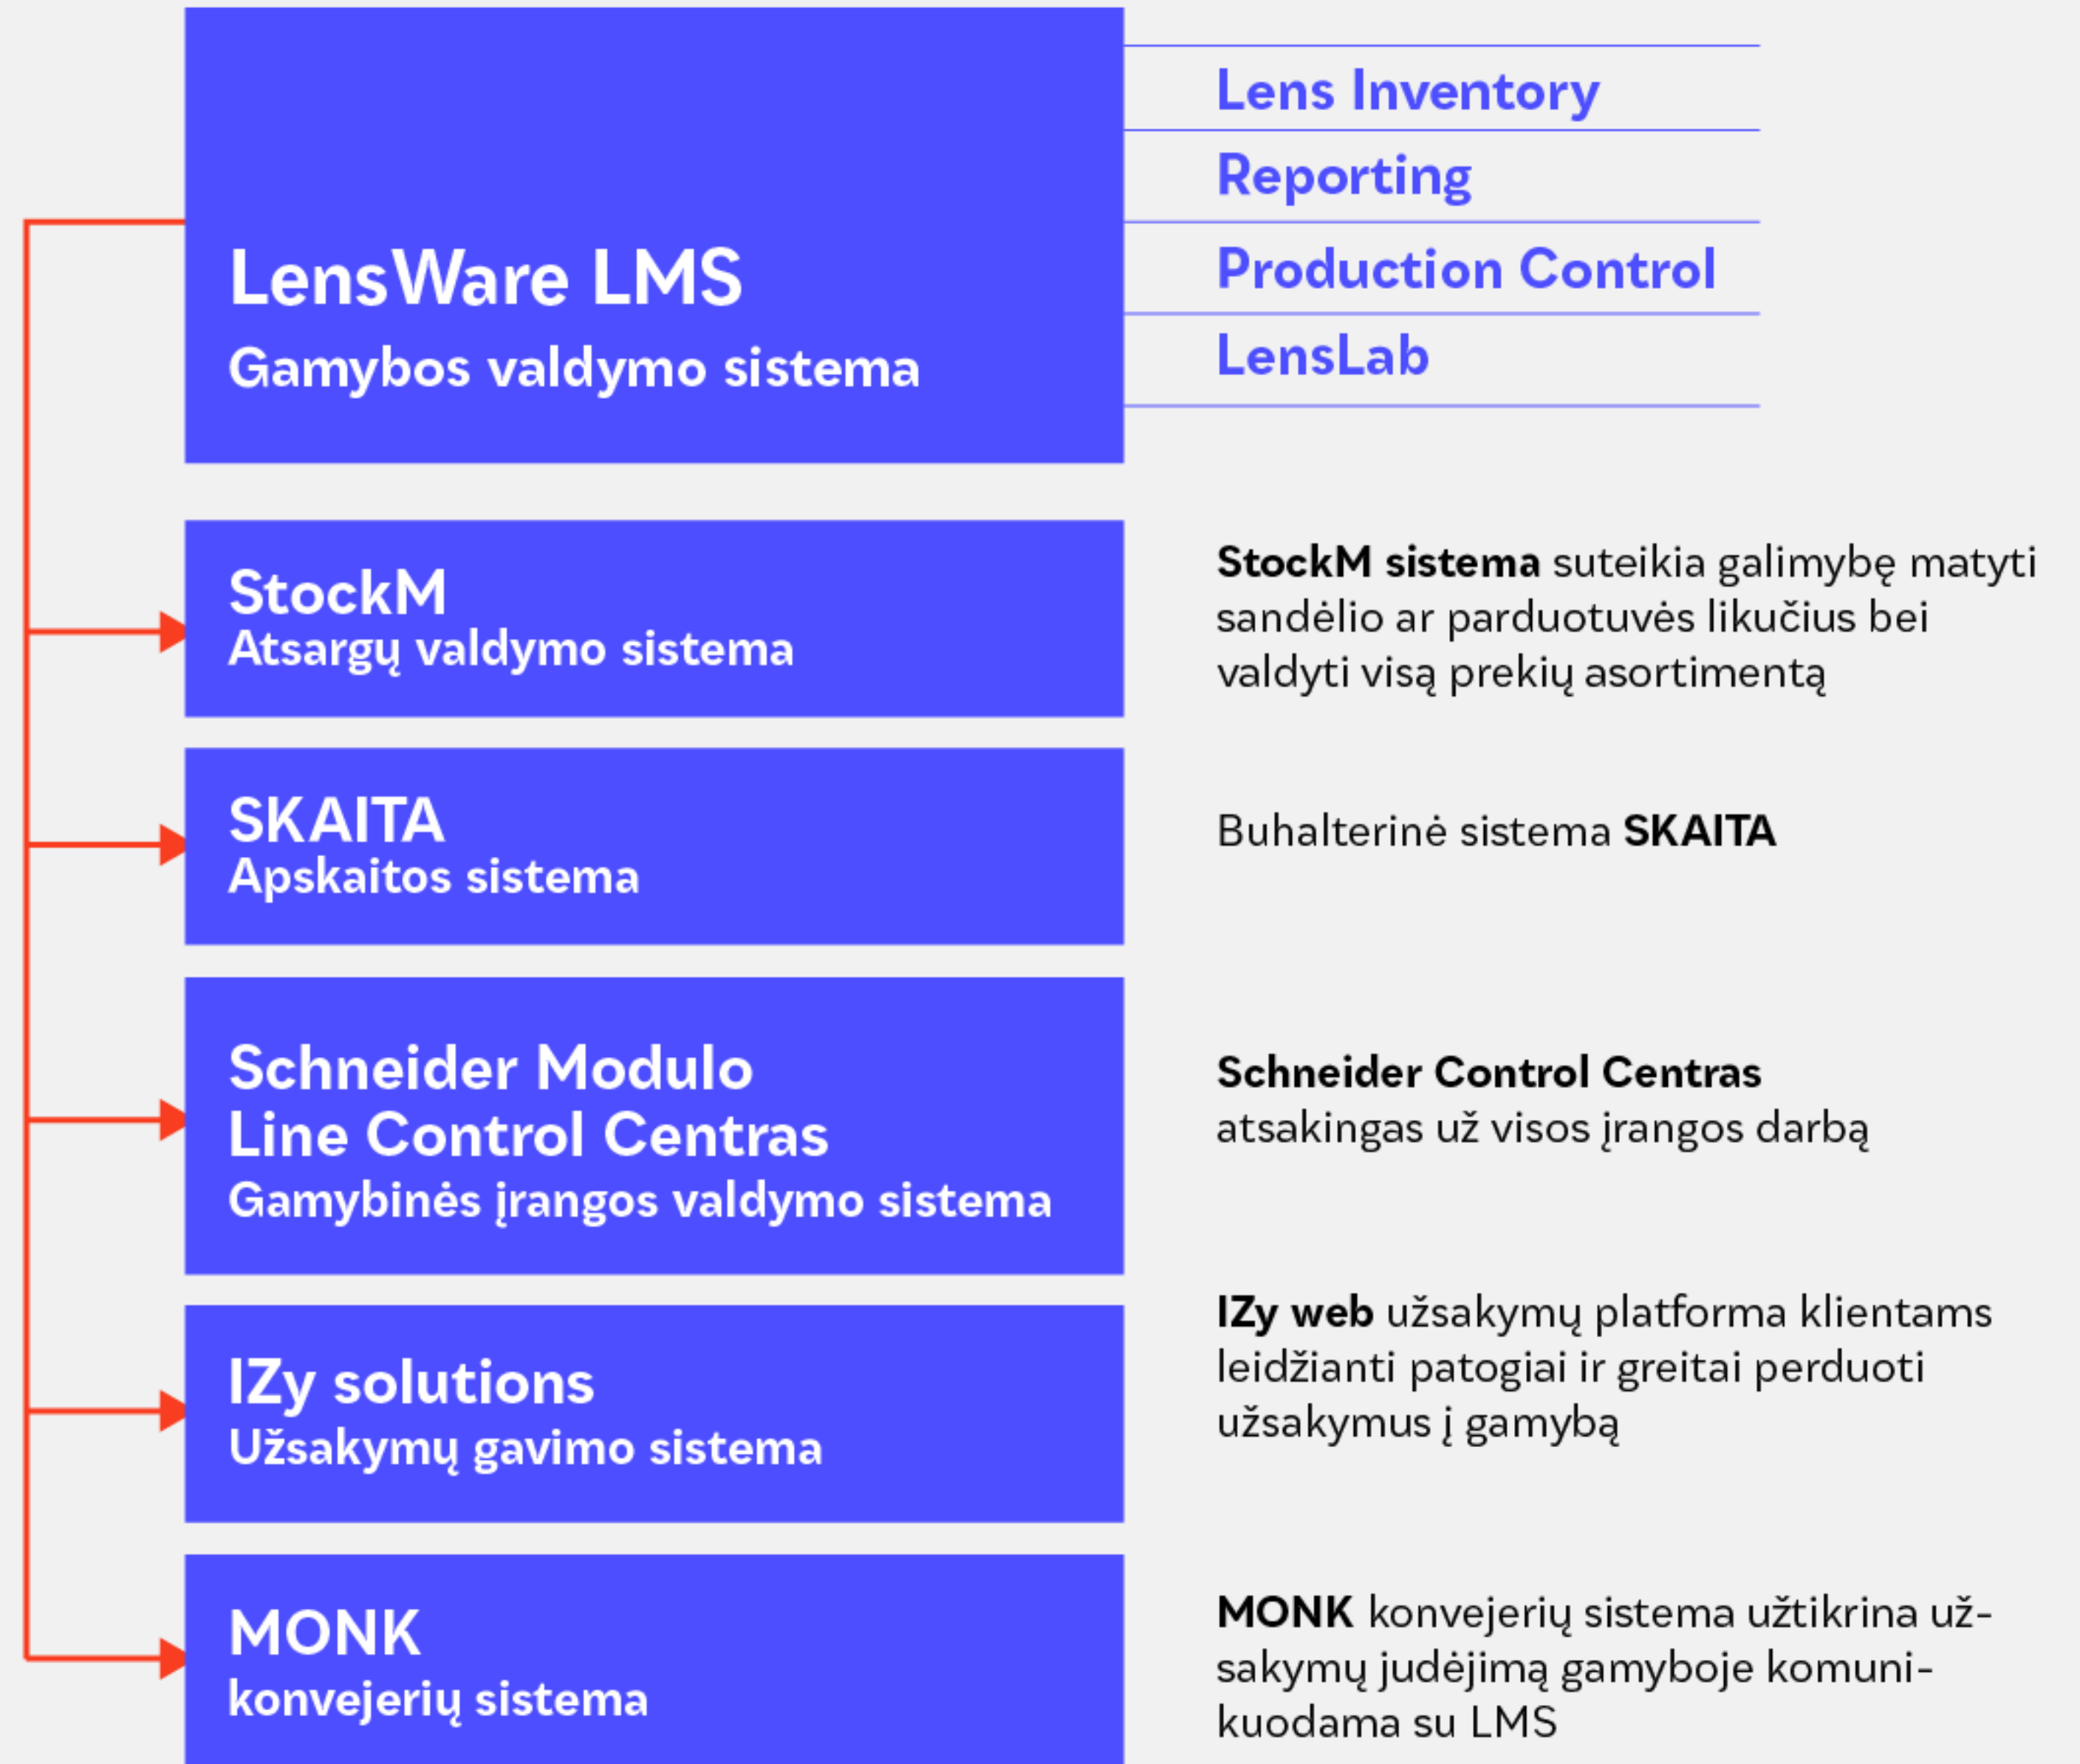 LensWare LMS
Gamybos valdymo sistema
Lens Inventory
Reporting
Production Control
LensLab
StockM
Atsargų valdymo sistema
StockM sistema suteikia galimybę matyti
sandėlio ar parduotuvės likučius bei
valdyti visą prekių asortimentą
SKAITA
Apskaitos sistema
Buhalterinė sistema SKAITA
Schneider Modulo
Line Control Centras
Gamybinės įrangos valdymo sistema
Schneider Control Centras
atsakingas už visos įrangos darbą
IZy solutions
Užsakymų gavimo sistema
IZy web užsakymų platforma klientams
leidžianti patogiai ir greitai perduoti
užsakymus į gamybą
MONK
konvejerių sistema
MONK konvejerių sistema užtikrina už-
sakymų judėjimą gamyboje komuni-
kuodama su LMS